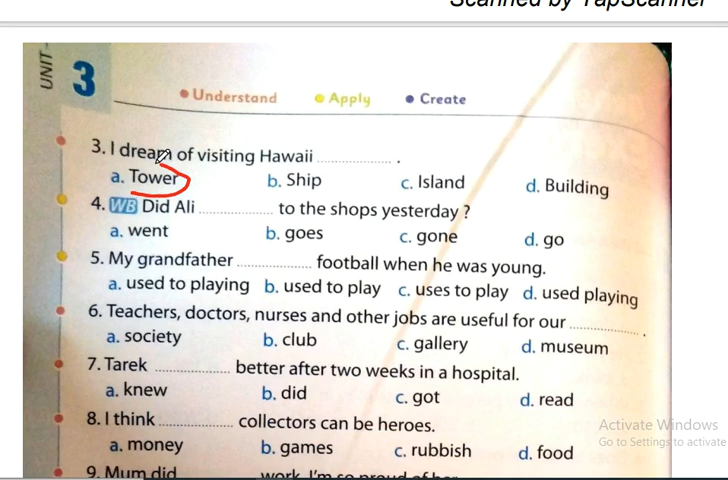 Scanned by TapScanner
UNIT
3
Understand Apply Create
3. I dream of visiting Hawaii .................... .
a. Tower b. Ship c. Island d. Building
4. WB Did Ali .................... to the shops yesterday ?
a. went b. goes c. gone d. go
5. My grandfather .................... football when he was young.
a. used to playing b. used to play c. uses to play d. used playing
6. Teachers, doctors, nurses and other jobs are useful for our .................... .
a. society b. club c. gallery d. museum
7. Tarek .................... better after two weeks in a hospital.
a. knew b. did c. got d. read
8. I think .................... collectors can be heroes.
a. money b. games c. rubbish d. food
9. Mum did work. I'm so proud of her
Activate Windows
Go to Settings to activate